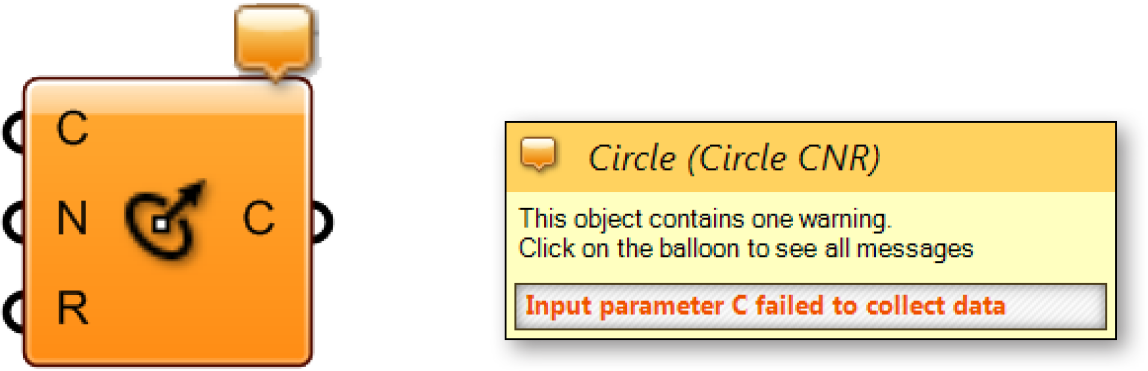 C
N
C
R
Circle (Circle CNR)
This object contains one warning.
Click on the balloon to see all messages
Input parameter C failed to collect data